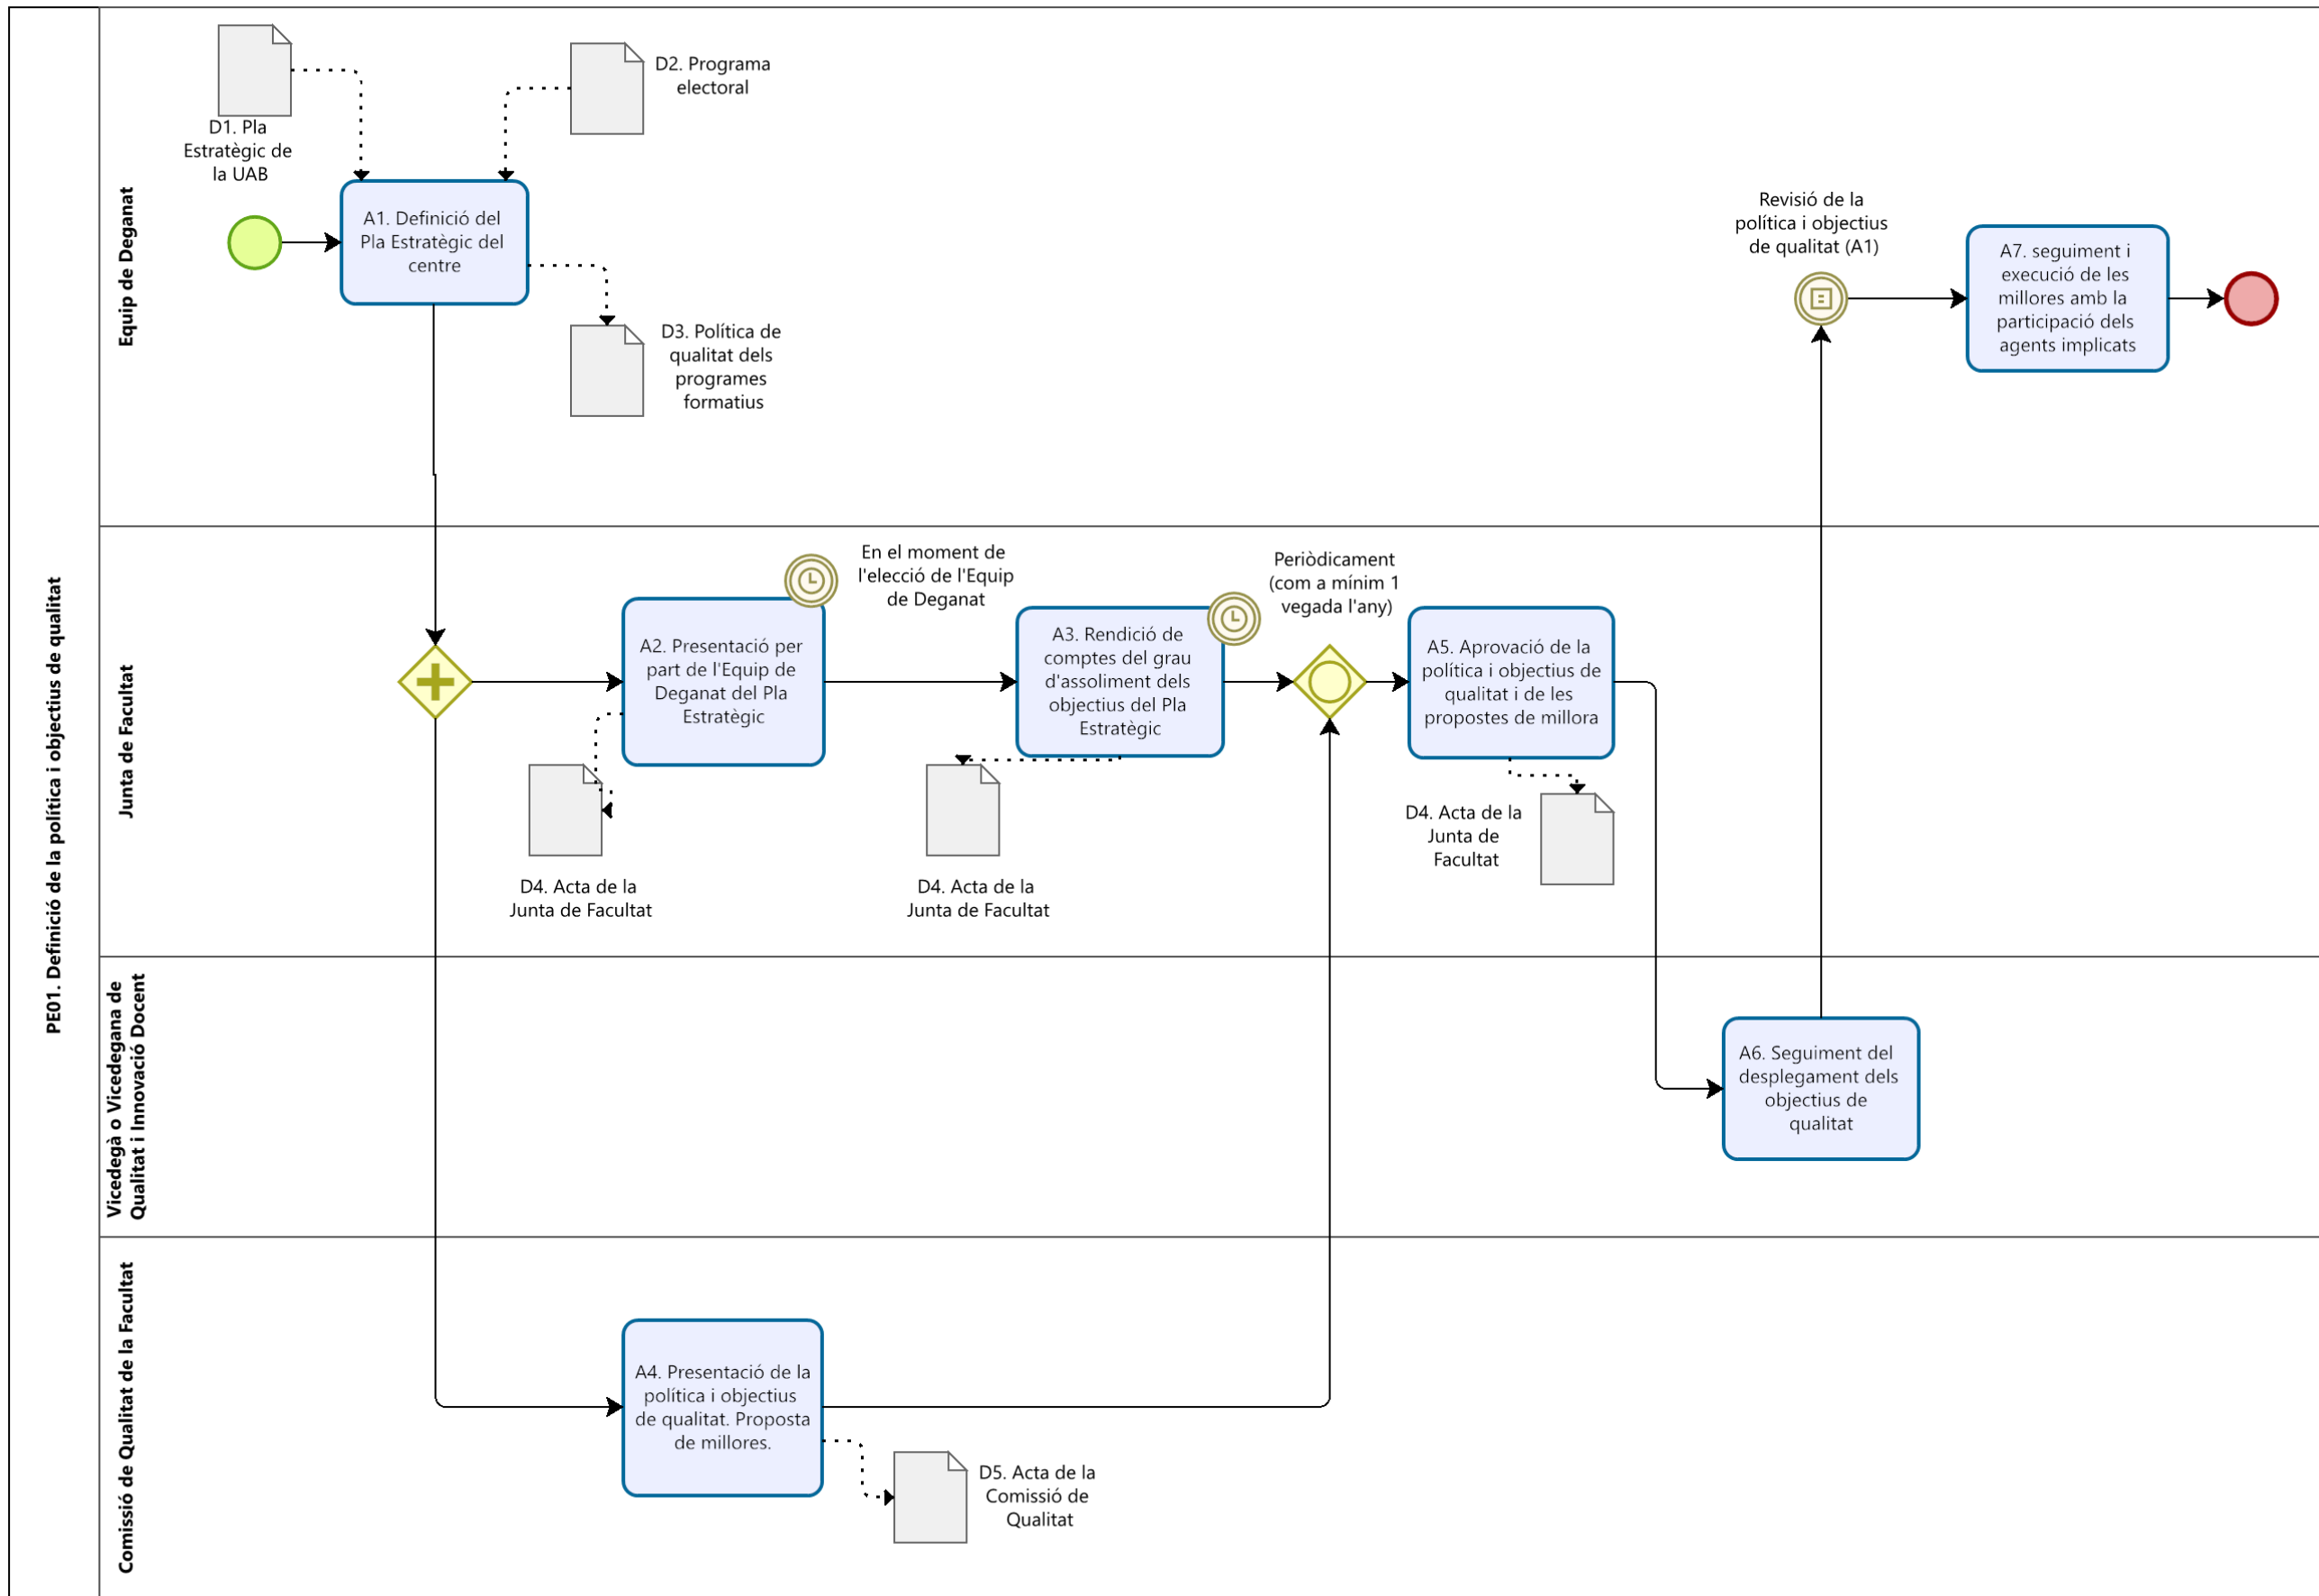 PE01. Definició de la política i objectius de qualitat
Equip de Deganat
D1. Pla
Estratègic de
la UAB
D2. Programa
electoral
A1. Definició del
Pla Estratègic del
centre
D3. Política de
qualitat dels
programes
formatius
Revisió de la
política i objectius
de qualitat (A1)
A7. seguiment i
execució de les
millores amb la
participació dels
agents implicats
Junta de Facultat
A2. Presentació per
part de l'Equip de
Deganat del Pla
Estratègic
En el moment de
l'elecció de l'Equip
de Deganat
A3. Rendició de
comptes del grau
d'assoliment dels
objectius del Pla
Estratègic
Periòdicament
(com a mínim 1
vegada l'any)
A5. Aprovació de la
política i objectius de
qualitat i de les
propostes de millora
D4. Acta de la
Junta de Facultat
D4. Acta de la
Junta de Facultat
D4. Acta de la
Junta de
Facultat
Vicedegà o Vicedegana de
Qualitat i Innovació Docent
A6. Seguiment del
desplegament dels
objectius de
qualitat
Comissió de Qualitat de la Facultat
A4. Presentació de la
política i objectius
de qualitat. Proposta
de millores.
D5. Acta de la
Comissió de
Qualitat